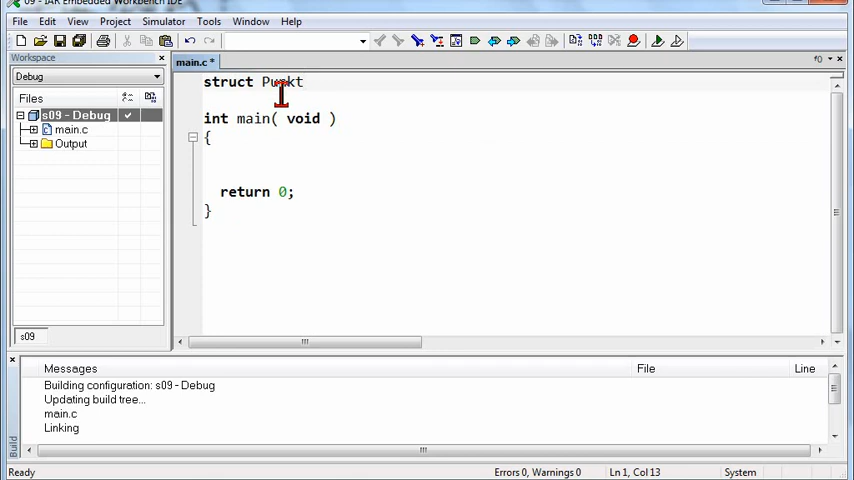 09 - IAR Embedded Workbench IDE
File Edit View Project Simulator Tools Window Help
Workspace
main.c *
f()
Debug
Files
s09 - Debug
main.c
Output
s09
struct Punkt
int main( void )
{
return 0;
}
Messages File Line
Building configuration: s09 - Debug
Updating build tree...
main.c
Linking
Build
Ready Errors 0, Warnings 0 Ln 1, Col 13 System